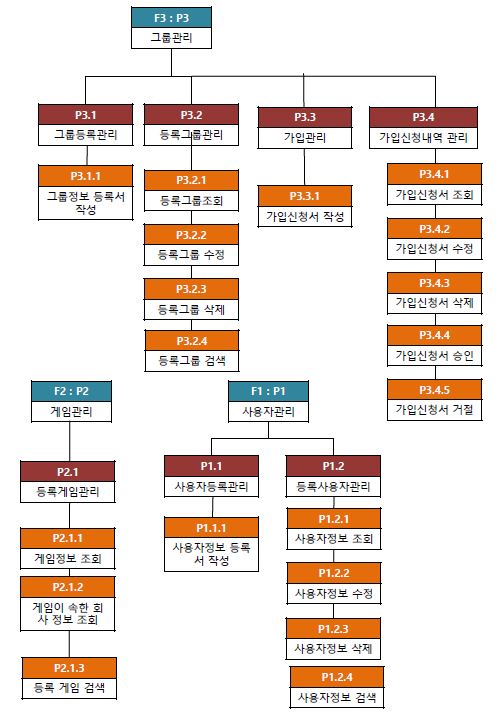 F3 : P3
그룹관리
P3.1
그룹등록관리
P3.2
등록그룹관리
P3.3
가입관리
P3.4
가입신청내역 관리
P3.1.1
그룹정보 등록서
작성
P3.2.1
등록그룹조회
P3.2.2
등록그룹 수정
P3.2.3
등록그룹 삭제
P3.2.4
등록그룹 검색
P3.3.1
가입신청서 작성
P3.4.1
가입신청서 조회
P3.4.2
가입신청서 수정
P3.4.3
가입신청서 삭제
P3.4.4
가입신청서 승인
P3.4.5
가입신청서 거절
F2 : P2
게임관리
P2.1
등록게임관리
P2.1.1
게임정보 조회
P2.1.2
게임이 속한 회
사 정보 조회
P2.1.3
등록 게임 검색
F1 : P1
사용자관리
P1.1
사용자등록관리
P1.1.1
사용자정보 등록
서 작성
P1.2
등록사용자관리
P1.2.1
사용자정보 조회
P1.2.2
사용자정보 수정
P1.2.3
사용자정보 삭제
P1.2.4
사용자정보 검색